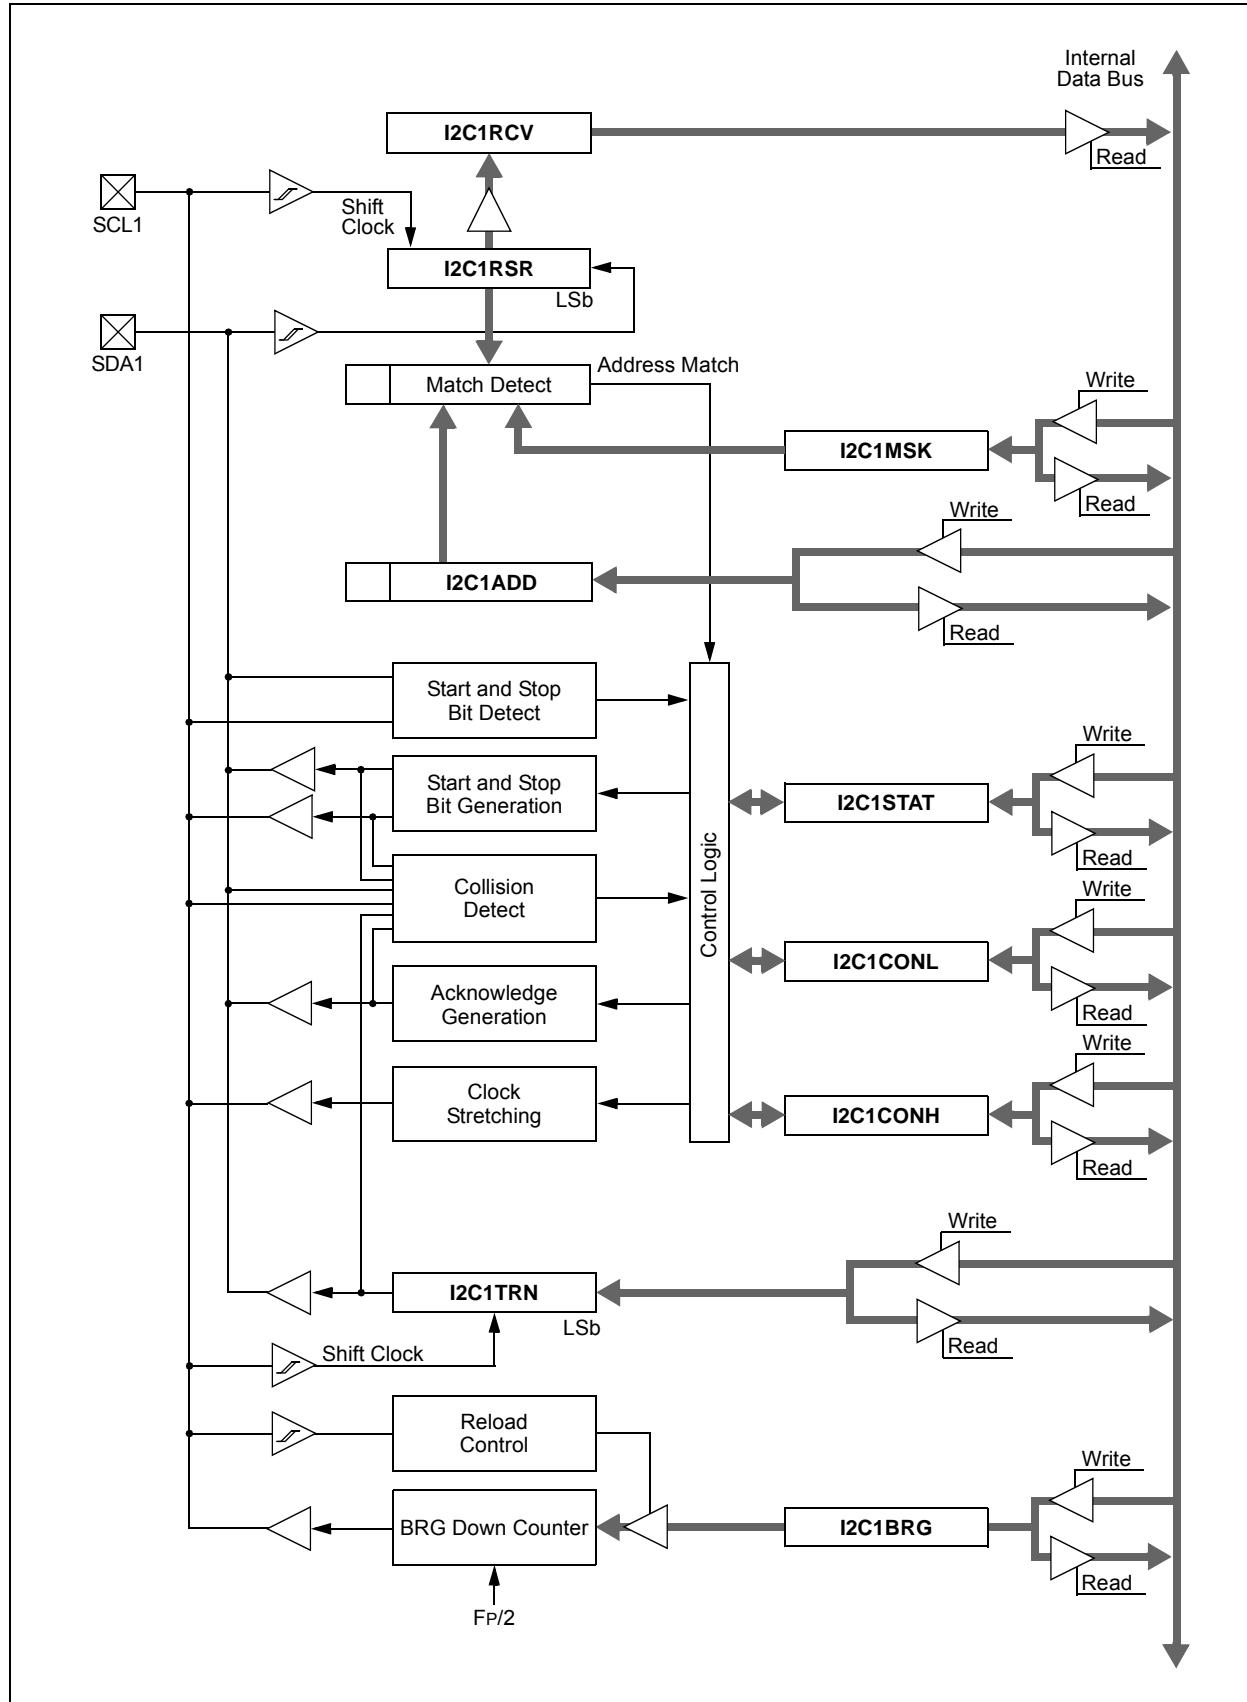 Internal
Data Bus
I2C1RCV
Read
SCL1
Shift
Clock
I2C1RSR
LSb
SDA1
Address Match
Match Detect
Write
I2C1MSK
Read
Write
I2C1ADD
Read
Start and Stop
Bit Detect
Write
Start and Stop
Bit Generation
I2C1STAT
Read
Control Logic
Collision
Detect
Write
I2C1CONL
Acknowledge
Generation
Read
Write
Clock
Stretching
I2C1CONH
Read
Write
I2C1TRN
LSb
Read
Shift Clock
Reload
Control
Write
BRG Down Counter
I2C1BRG
Read
FP/2